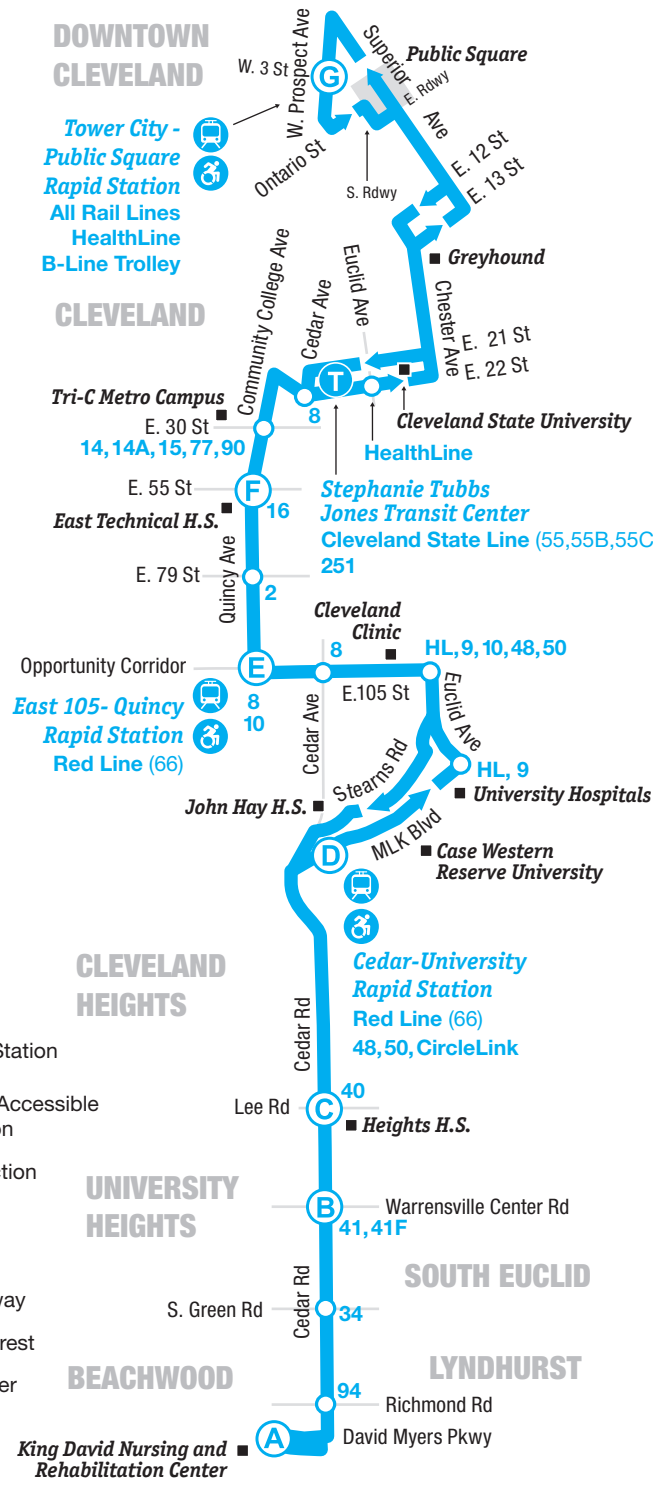 DOWNTOWN
CLEVELAND
W. 3 St
W. Prospect Ave
G
Superior
Ave
Public Square
E. Rdwy
Tower City -
Public Square
Rapid Station
All Rail Lines
HealthLine
B-Line Trolley
Ontario St
S. Rdwy
E. 12 St
E. 13 St
Greyhound
CLEVELAND
Community College Ave
Cedar Ave
Euclid Ave
Chester Ave
E. 21 St
E. 22 St
T
Tri-C Metro Campus
8
Cleveland State University
E. 30 St
14, 14A, 15, 77, 90
HealthLine
E. 55 St
F
16
East Technical H.S.
Stephanie Tubbs
Jones Transit Center
Cleveland State Line (55,55B,55C
251
Quincy Ave
E. 79 St
2
Cleveland
Clinic
Opportunity Corridor
E
8
HL, 9, 10, 48, 50
8
10
E.105 St
East 105- Quincy
Rapid Station
Red Line (66)
Cedar Ave
Euclid Ave
Stearns Rd
HL, 9
University Hospitals
John Hay H.S.
MLK Blvd
D
Case Western
Reserve University
Cedar-University
Rapid Station
Red Line (66)
48, 50, CircleLink
CLEVELAND
HEIGHTS
Cedar Rd
Station
Accessible
on
ction
40
Lee Rd
C
Heights H.S.
UNIVERSITY
HEIGHTS
B
Warrensville Center Rd
41, 41F
SOUTH EUCLID
way
Cedar Rd
S. Green Rd
34
rest
er
BEACHWOOD
LYNDHURST
94
Richmond Rd
A
David Myers Pkwy
King David Nursing and
Rehabilitation Center